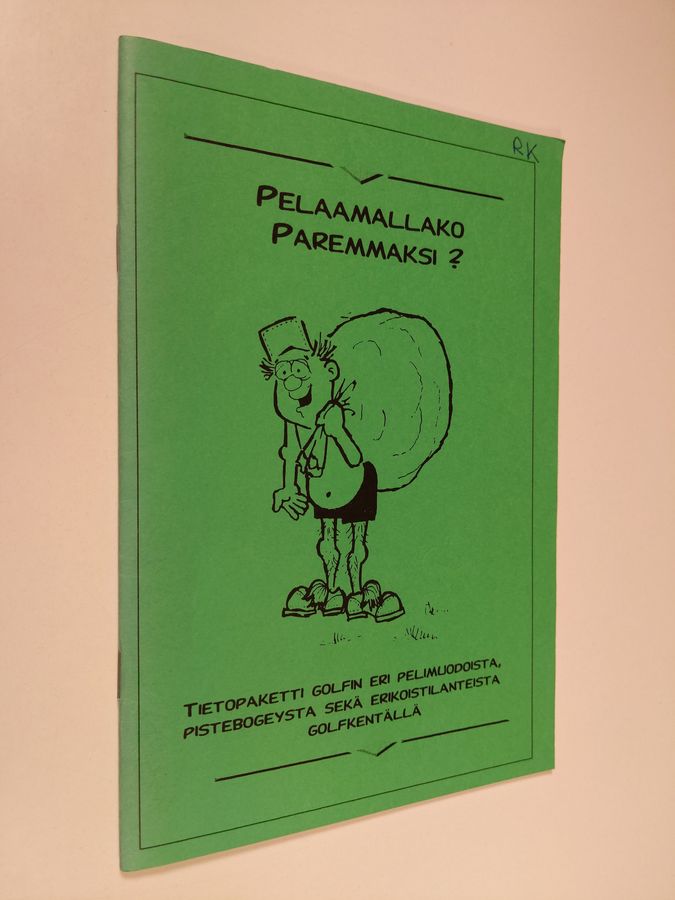 RK
PELAAMALLAKO
PAREMMAKSI ?
TIETOPAKETTI GOLFIN ERI PELIMUODOISTA,
PISTEBOGEYSTA SEKÄ ERIKOISTILANTEISTA
GOLFKENTÄLLÄ